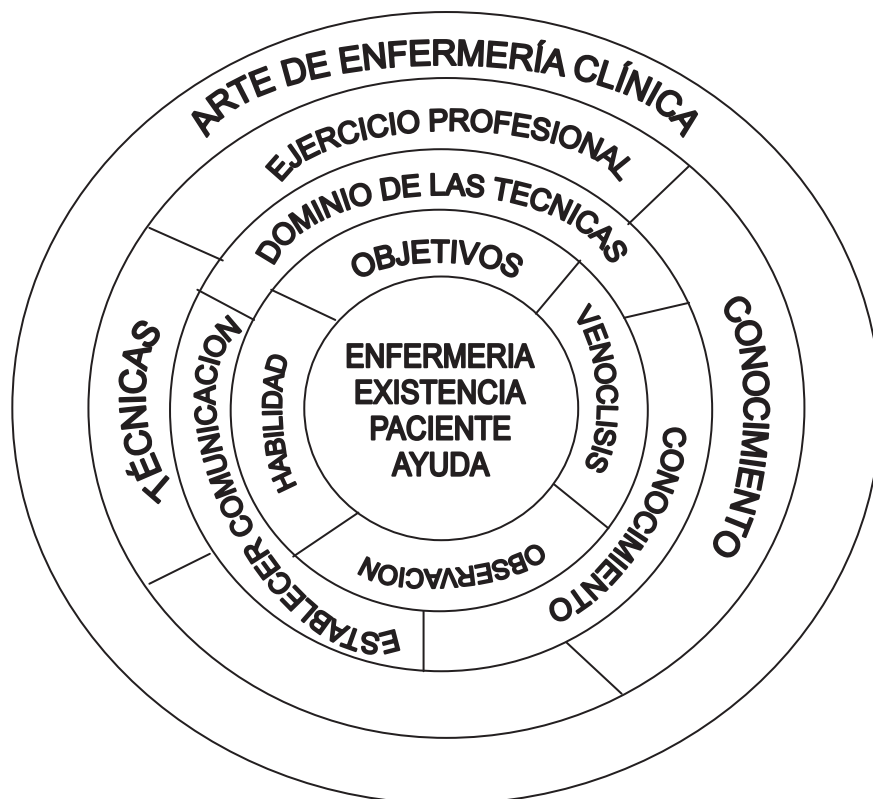 ARTE DE ENFERMERÍA CLÍNICA
EJERCICIO PROFESIONAL
DOMINIO DE LAS TECNICAS
OBJETIVOS
TÉCNICAS
ESTABLECER COMUNICACION
HABILIDAD
ENFERMERIA
EXISTENCIA
PACIENTE
AYUDA
VENOCLISIS
CONOCIMIENTO
CONOCIMIENTO
OBSERVACION